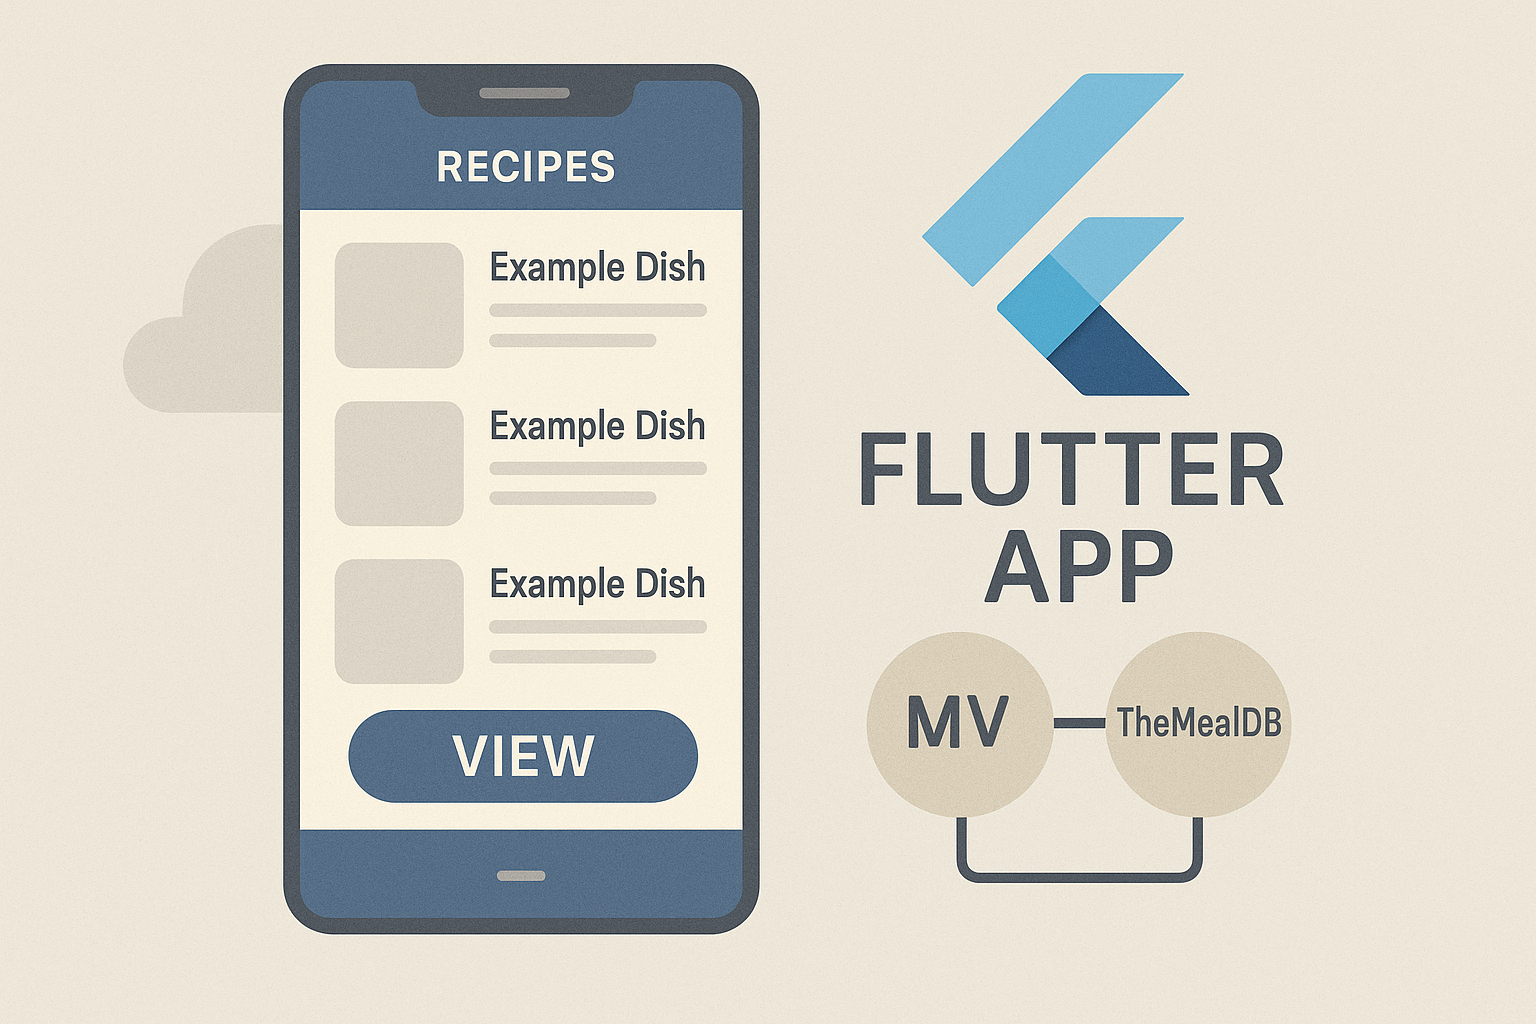 RECIPES
Example Dish
Example Dish
Example Dish
VIEW
FLUTTER
APP
MV
TheMealDB